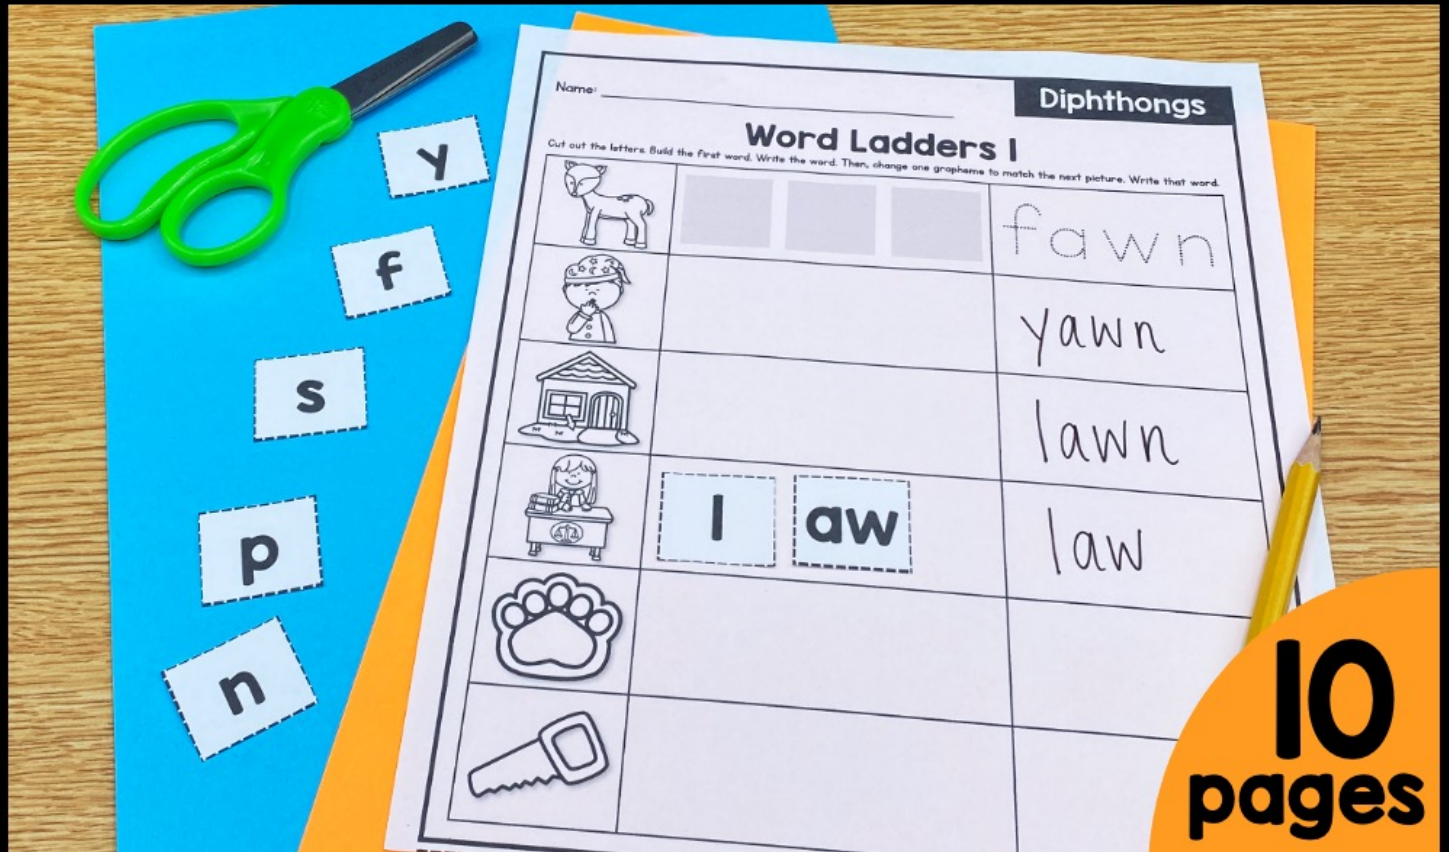 Name:
Diphthongs
Word Ladders 1
Cut out the letters. Build the first word. Write the word. Then, change one grapheme to match the next picture. Write that word.
fawn
yawn
lawn
l aw
law
y
f
s
p
n
10
pages